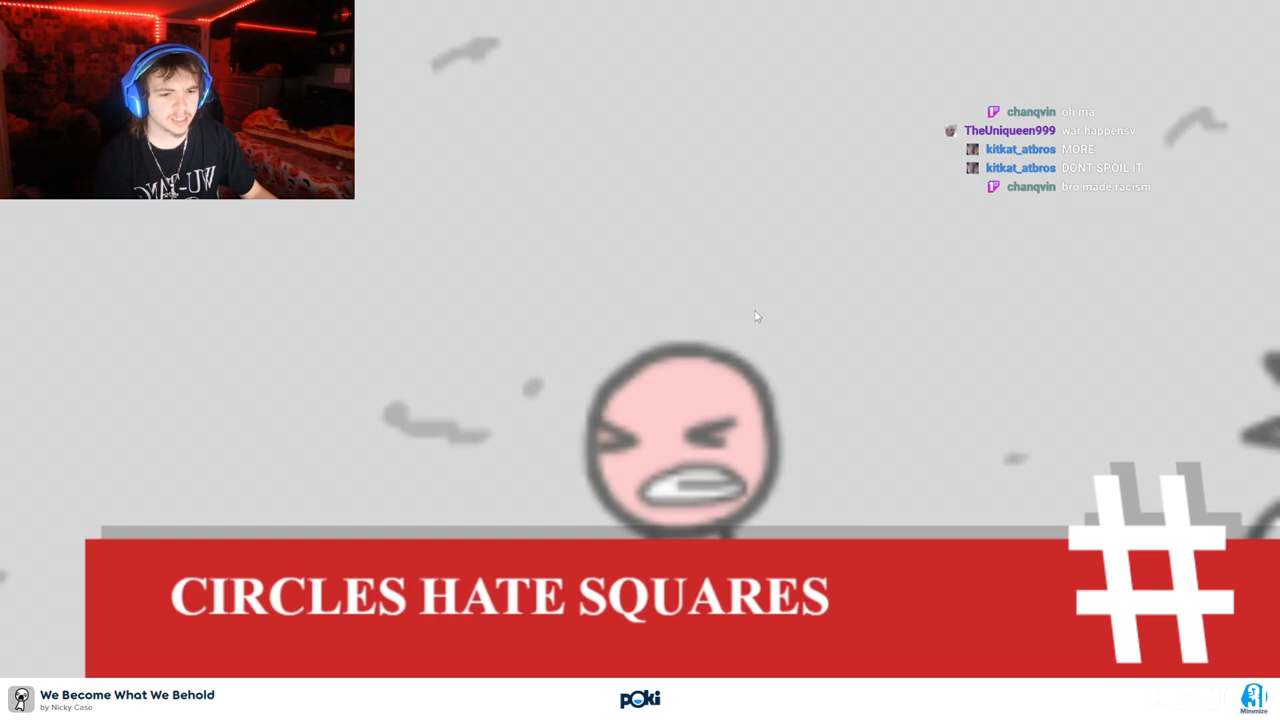 chanqvin oh ma
TheUniqueen999 war happensv
kitkat_atbros MORE
kitkat_atbros DONT SPOIL IT
chanqvin bro made racism
CIRCLES HATE SQUARES
#
We Become What We Behold
by Nicky Case
poki
Minimize